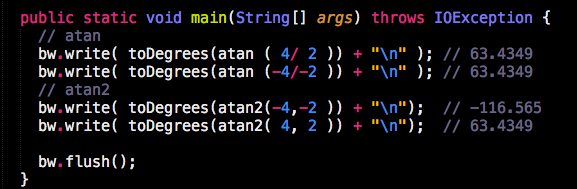 public static void main(String[] args) throws IOException {
// atan
bw.write( toDegrees(atan ( 4/ 2 )) + "\n" ); // 63.4349
bw.write( toDegrees(atan (-4/-2 )) + "\n" ); // 63.4349
// atan2
bw.write( toDegrees(atan2(-4,-2 )) + "\n"); // -116.565
bw.write( toDegrees(atan2( 4, 2 )) + "\n"); // 63.4349
bw.flush();
}